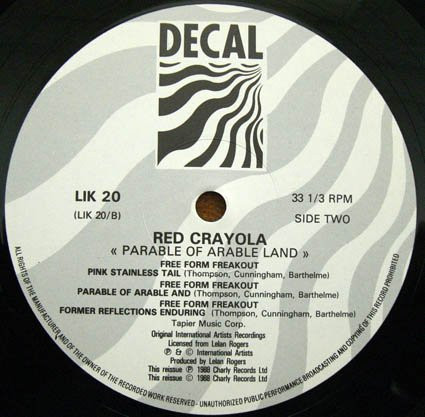 DECAL
LIK 20
33 1/3 RPM
(LIK 20/B)
SIDE TWO
RED CRAYOLA
« PARABLE OF ARABLE LAND »
FREE FORM FREAKOUT
PINK STAINLESS TAIL (Thompson, Cunningham, Barthelme)
FREE FORM FREAKOUT
PARABLE OF ARABLE AND (Thompson, Cunningham, Barthelme)
FREE FORM FREAKOUT
FORMER REFLECTIONS ENDURING (Thompson, Cunningham, Barthelme)
Tapier Music Corp.
Original International Artists Recordings
Licensed from Lelan Rogers
℗ & © International Artists
Produced by Lelan Rogers
This reissue ℗ 1988 Charly Records Ltd
This reissue © 1988 Charly Records Ltd
ALL RIGHTS OF THE MANUFACTURER AND OF THE OWNER OF THE RECORDED WORK RESERVED - UNAUTHORIZED PUBLIC PERFORMANCE BROADCASTING AND COPYING OF THIS RECORD PROHIBITED